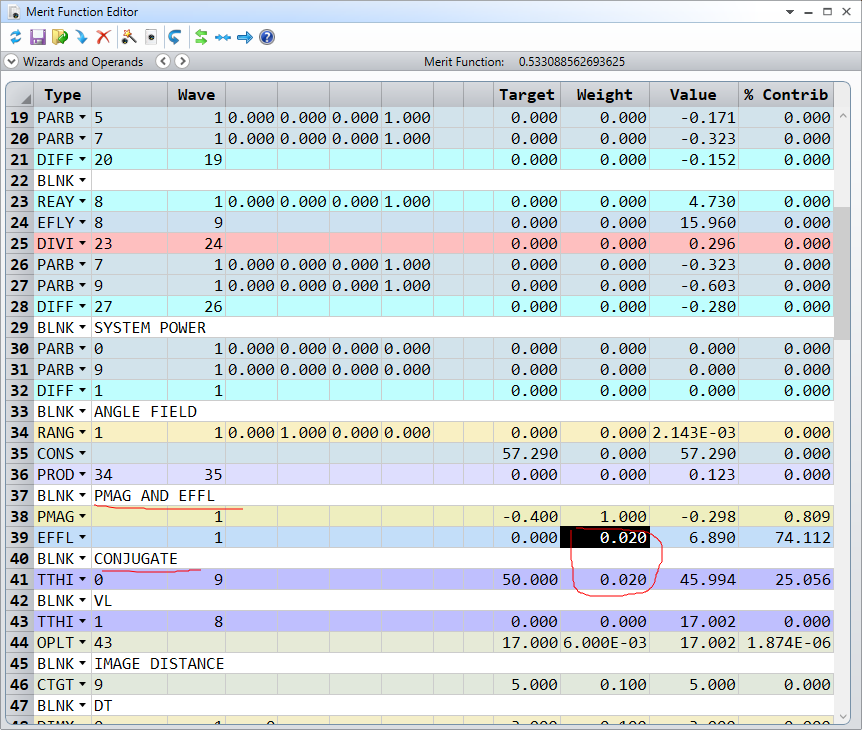 Merit Function Editor
Wizards and Operands Merit Function: 0.533088562693625
Type Wave Target Weight Value % Contrib
19 PARB 5 1 0.000 0.000 0.000 1.000 0.000 0.000 -0.171 0.000
20 PARB 7 1 0.000 0.000 0.000 1.000 0.000 0.000 -0.323 0.000
21 DIFF 20 19 0.000 0.000 -0.152 0.000
22 BLNK
23 REAY 8 1 0.000 0.000 0.000 1.000 0.000 0.000 4.730 0.000
24 EFLY 8 9 0.000 0.000 15.960 0.000
25 DIVI 23 24 0.000 0.000 0.296 0.000
26 PARB 7 1 0.000 0.000 0.000 1.000 0.000 0.000 -0.323 0.000
27 PARB 9 1 0.000 0.000 0.000 1.000 0.000 0.000 -0.603 0.000
28 DIFF 27 26 0.000 0.000 -0.280 0.000
29 BLNK SYSTEM POWER
30 PARB 0 1 0.000 0.000 0.000 0.000 0.000 0.000 0.000 0.000
31 PARB 9 1 0.000 0.000 0.000 0.000 0.000 0.000 0.000 0.000
32 DIFF 1 1 0.000 0.000 0.000 0.000
33 BLNK ANGLE FIELD
34 RANG 1 1 0.000 1.000 0.000 0.000 0.000 0.000 2.143E-03 0.000
35 CONS 57.290 0.000 57.290 0.000
36 PROD 34 35 0.000 0.000 0.123 0.000
37 BLNK PMAG AND EFFL
38 PMAG 1 -0.400 1.000 -0.298 0.809
39 EFFL 1 0.000 0.020 6.890 74.112
40 BLNK CONJUGATE
41 TTHI 0 9 50.000 0.020 45.994 25.056
42 BLNK VL
43 TTHI 1 8 0.000 0.000 17.002 0.000
44 OPLT 43 17.000 6.000E-03 17.002 1.874E-06
45 BLNK IMAGE DISTANCE
46 CTGT 9 5.000 0.100 5.000 0.000
47 BLNK DT